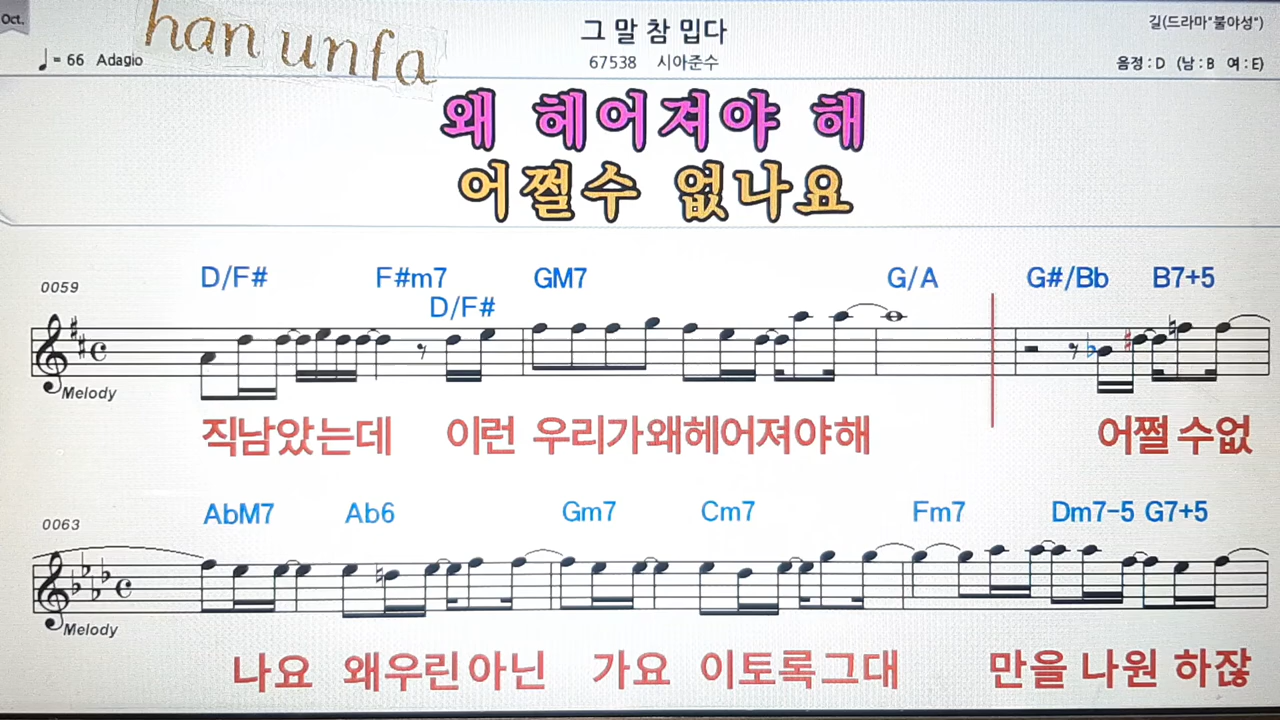 Oct.
han unfa
♩= 66 Adagio
그 말 참 밉다
67538 시아준수
길(드라마"불야성")
음정 : D (남 : B 여 : E)
왜 헤어져야 해
어쩔수 없나요
0059
D/F# F#m7 GM7 G/A G#/Bb B7+5
D/F#
Melody
직남았는데 이런 우리가왜헤어져야해 어쩔 수없
0063
AbM7 Ab6 Gm7 Cm7 Fm7 Dm7-5 G7+5
Melody
나요 왜우린아닌 가요 이토록그대 만을 나원 하잖